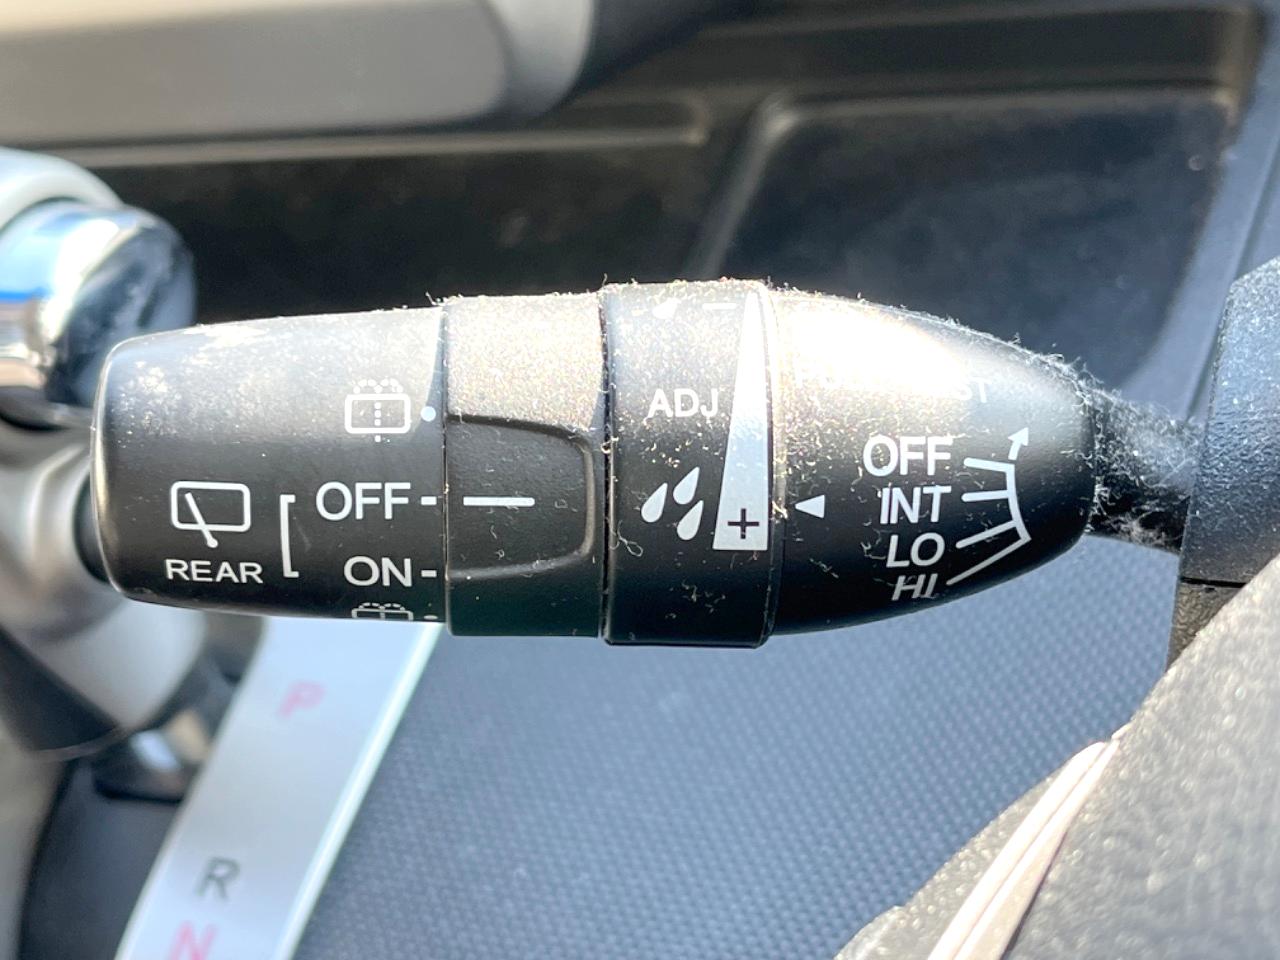 ADJ
OFF
INT
LO
HI
OFF
ON
REAR
+
P
R
N